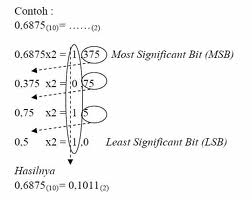 Contoh :
0,6875(10)= ……(2)
0,6875x2 = 1 375 Most Significant Bit (MSB)
0,375 x2 = 0 75
0,75 x2 = 1 5
0,5 x2 = 1 ,0 Least Significant Bit (LSB)
Hasilnya
0,6875(10)= 0,1011(2)